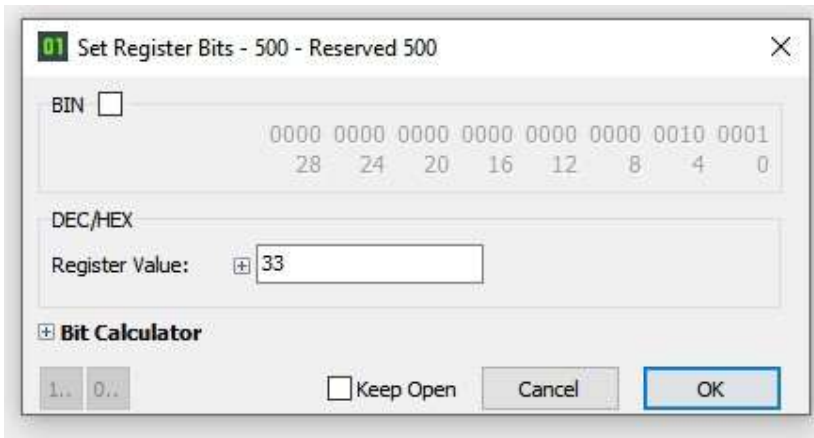 01 Set Register Bits - 500 - Reserved 500
BIN
0000 0000 0000 0000 0000 0000 0010 0001
28 24 20 16 12 8 4 0
DEC/HEX
Register Value: 33
Bit Calculator
1.. 0.. Keep Open Cancel OK